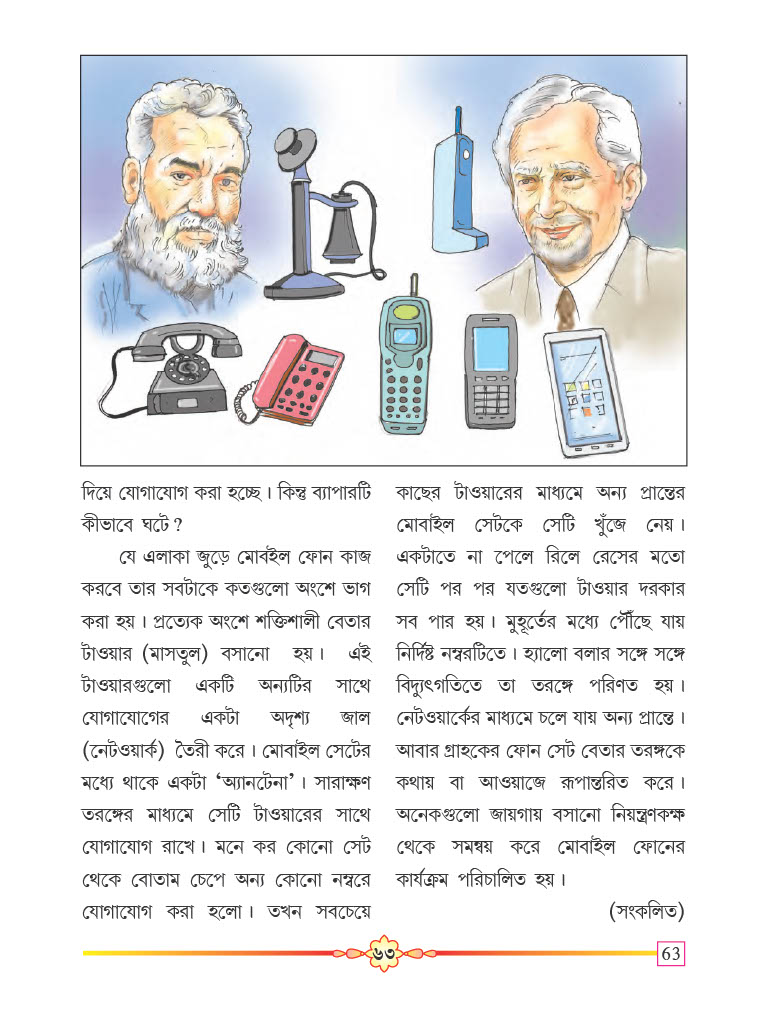 দিয়ে যোগাযোগ করা হচ্ছে। কিন্তু ব্যাপারটি
কীভাবে ঘটে ?
যে এলাকা জুড়ে মোবইল ফোন কাজ
করবে তার সবটাকে কতগুলো অংশে ভাগ
করা হয়। প্রত্যেক অংশে শক্তিশালী বেতার
টাওয়ার (মাসতুল) বসানো হয়। এই
টাওয়ারগুলো একটি অন্যটির সাথে
যোগাযোগের একটা অদৃশ্য জাল
(নেটওয়ার্ক) তৈরী করে। মোবাইল সেটের
মধ্যে থাকে একটা ‘অ্যানটেনা’। সারাক্ষণ
তরঙ্গের মাধ্যমে সেটি টাওয়ারের সাথে
যোগাযোগ রাখে। মনে কর কোনো সেট
থেকে বোতাম চেপে অন্য কোনো নম্বরে
যোগাযোগ করা হলো। তখন সবচেয়ে
কাছের টাওয়ারের মাধ্যমে অন্য প্রান্তের
মোবাইল সেটকে সেটি খুঁজে নেয়।
একটাতে না পেলে রিলে রেসের মতো
সেটি পর পর যতগুলো টাওয়ার দরকার
সব পার হয়। মুহূর্তের মধ্যে পৌঁছে যায়
নির্দিষ্ট নম্বরটিতে। হ্যালো বলার সঙ্গে সঙ্গে
বিদ্যুৎগতিতে তা তরঙ্গে পরিণত হয়।
নেটওয়ার্কের মাধ্যমে চলে যায় অন্য প্রান্তে।
আবার গ্রাহকের ফোন সেট বেতার তরঙ্গকে
কথায় বা আওয়াজে রূপান্তরিত করে।
অনেকগুলো জায়গায় বসানো নিয়ন্ত্রণকক্ষ
থেকে সমন্বয় করে মোবাইল ফোনের
কার্যক্রম পরিচালিত হয়।
(সংকলিত)
৬৩
63